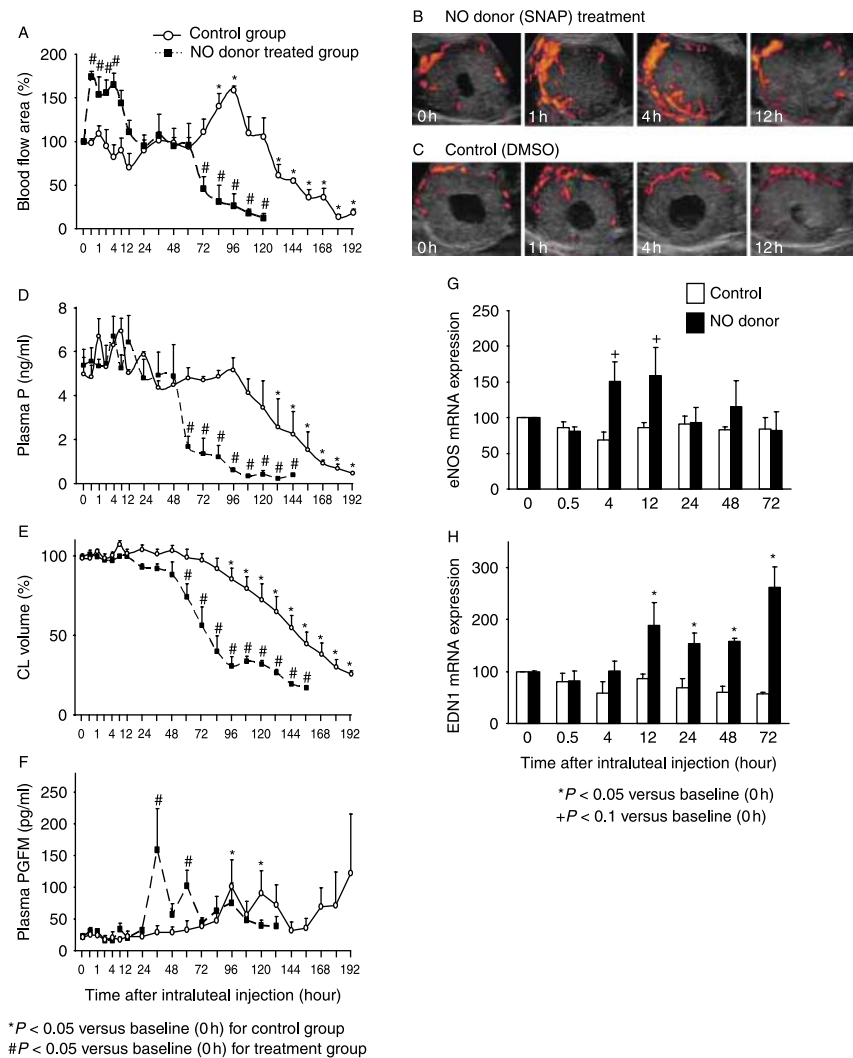 A
Control group
NO donor treated group
Blood flow area (%)
200
150
100
50
0
# # # # # # # # #
* * * * * * * *
0 1 4 12 24 48 72 96 120 144 168 192
B NO donor (SNAP) treatment
0 h 1 h 4 h 12 h
C Control (DMSO)
0 h 1 h 4 h 12 h
D
Plasma P (ng/ml)
8
6
4
2
0
# # # # # # # #
* * * * * *
0 1 4 12 24 48 72 96 120 144 168 192
E
CL volume (%)
100
50
0
# # # # # # # # #
* * * * * * * * *
0 1 4 12 24 48 72 96 120 144 168 192
F
Plasma PGFM (pg/ml)
250
200
150
100
50
0
# #
* *
0 1 4 12 24 48 72 96 120 144 168 192
Time after intraluteal injection (hour)
*P < 0.05 versus baseline (0 h) for control group
#P < 0.05 versus baseline (0 h) for treatment group
G
Control
NO donor
eNOS mRNA expression
250
200
150
100
50
0
+ +
0 0.5 4 12 24 48 72
H
EDN1 mRNA expression
300
200
100
0
* * * *
0 0.5 4 12 24 48 72
Time after intraluteal injection (hour)
*P < 0.05 versus baseline (0 h)
+P < 0.1 versus baseline (0 h)